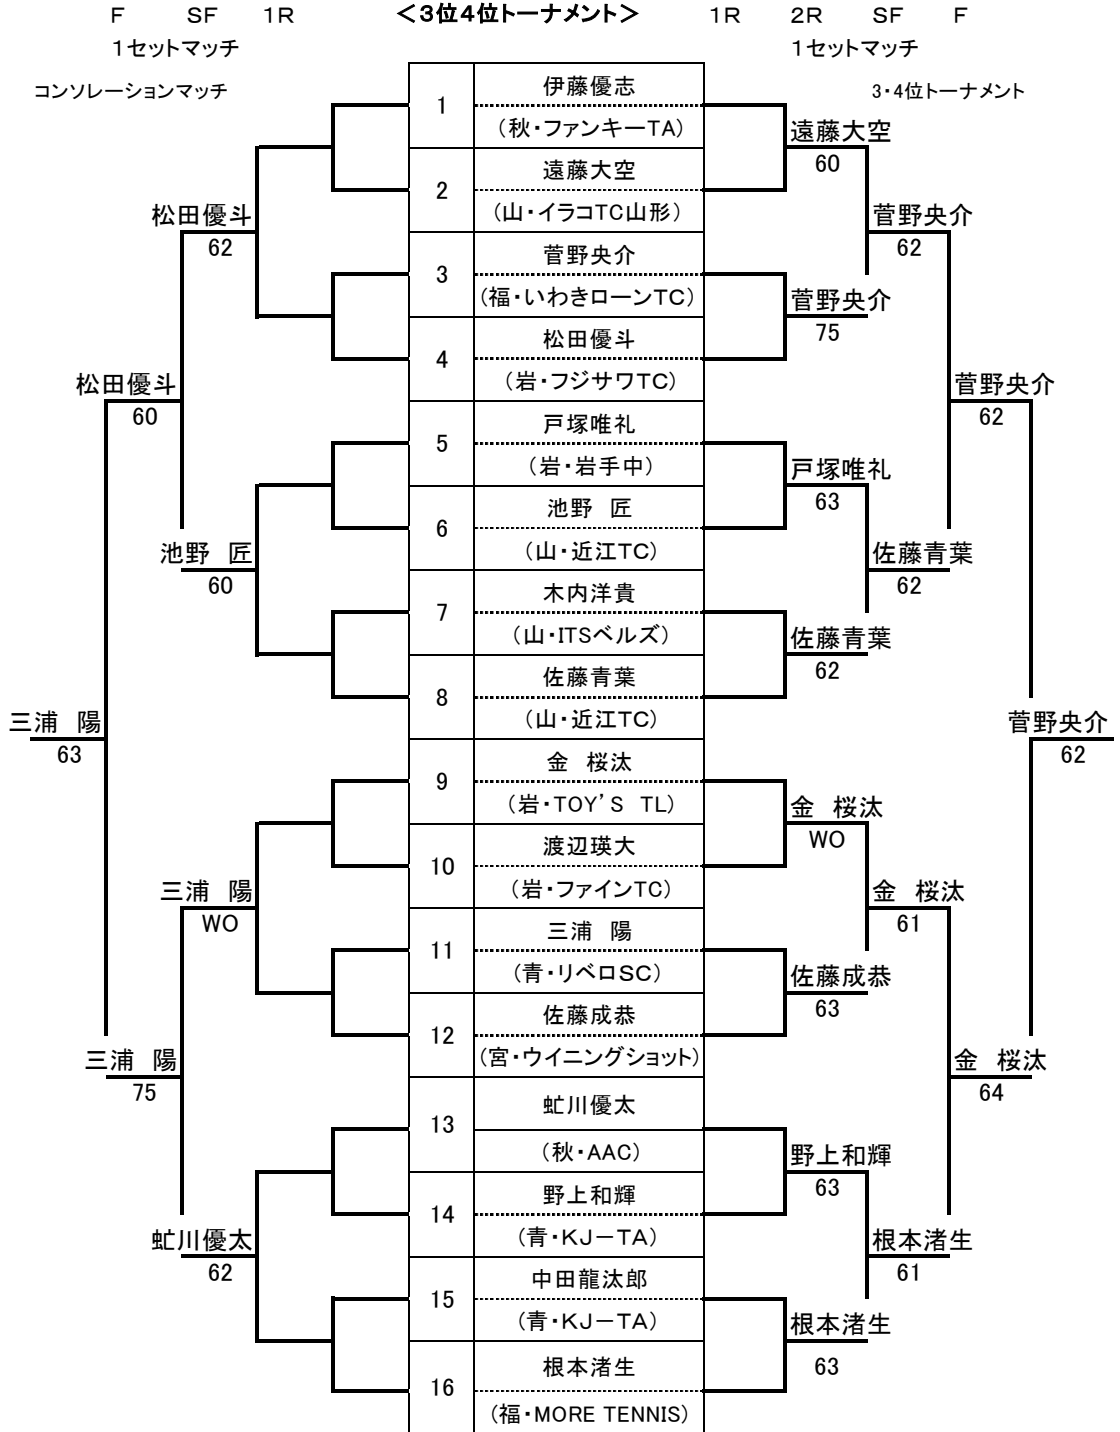 F SF 1R ＜3位4位トーナメント＞ 1R 2R SF F
1セットマッチ 1セットマッチ
コンソレーションマッチ 3・4位トーナメント
1 伊藤優志
(秋・ファンキーTA)
遠藤大空
60
2 遠藤大空
(山・イラコTC山形)
松田優斗
62
菅野央介
62
3 菅野央介
(福・いわきローンTC)
菅野央介
75
4 松田優斗
(岩・フジサワTC)
松田優斗
60
菅野央介
62
5 戸塚唯礼
(岩・岩手中)
戸塚唯礼
63
6 池野 匠
(山・近江TC)
池野 匠
60
佐藤青葉
62
7 木内洋貴
(山・ITSベルズ)
佐藤青葉
62
8 佐藤青葉
(山・近江TC)
三浦 陽
63
菅野央介
62
9 金 桜汰
(岩・TOY'S TL)
金 桜汰
WO
10 渡辺瑛大
(岩・ファインTC)
三浦 陽
WO
金 桜汰
61
11 三浦 陽
(青・リベロSC)
佐藤成恭
63
12 佐藤成恭
(宮・ウイニングショット)
三浦 陽
75
金 桜汰
64
13 虻川優太
(秋・AAC)
野上和輝
63
14 野上和輝
(青・KJ－TA)
虻川優太
62
根本渚生
61
15 中田龍汰郎
(青・KJ－TA)
根本渚生
63
16 根本渚生
(福・MORE TENNIS)